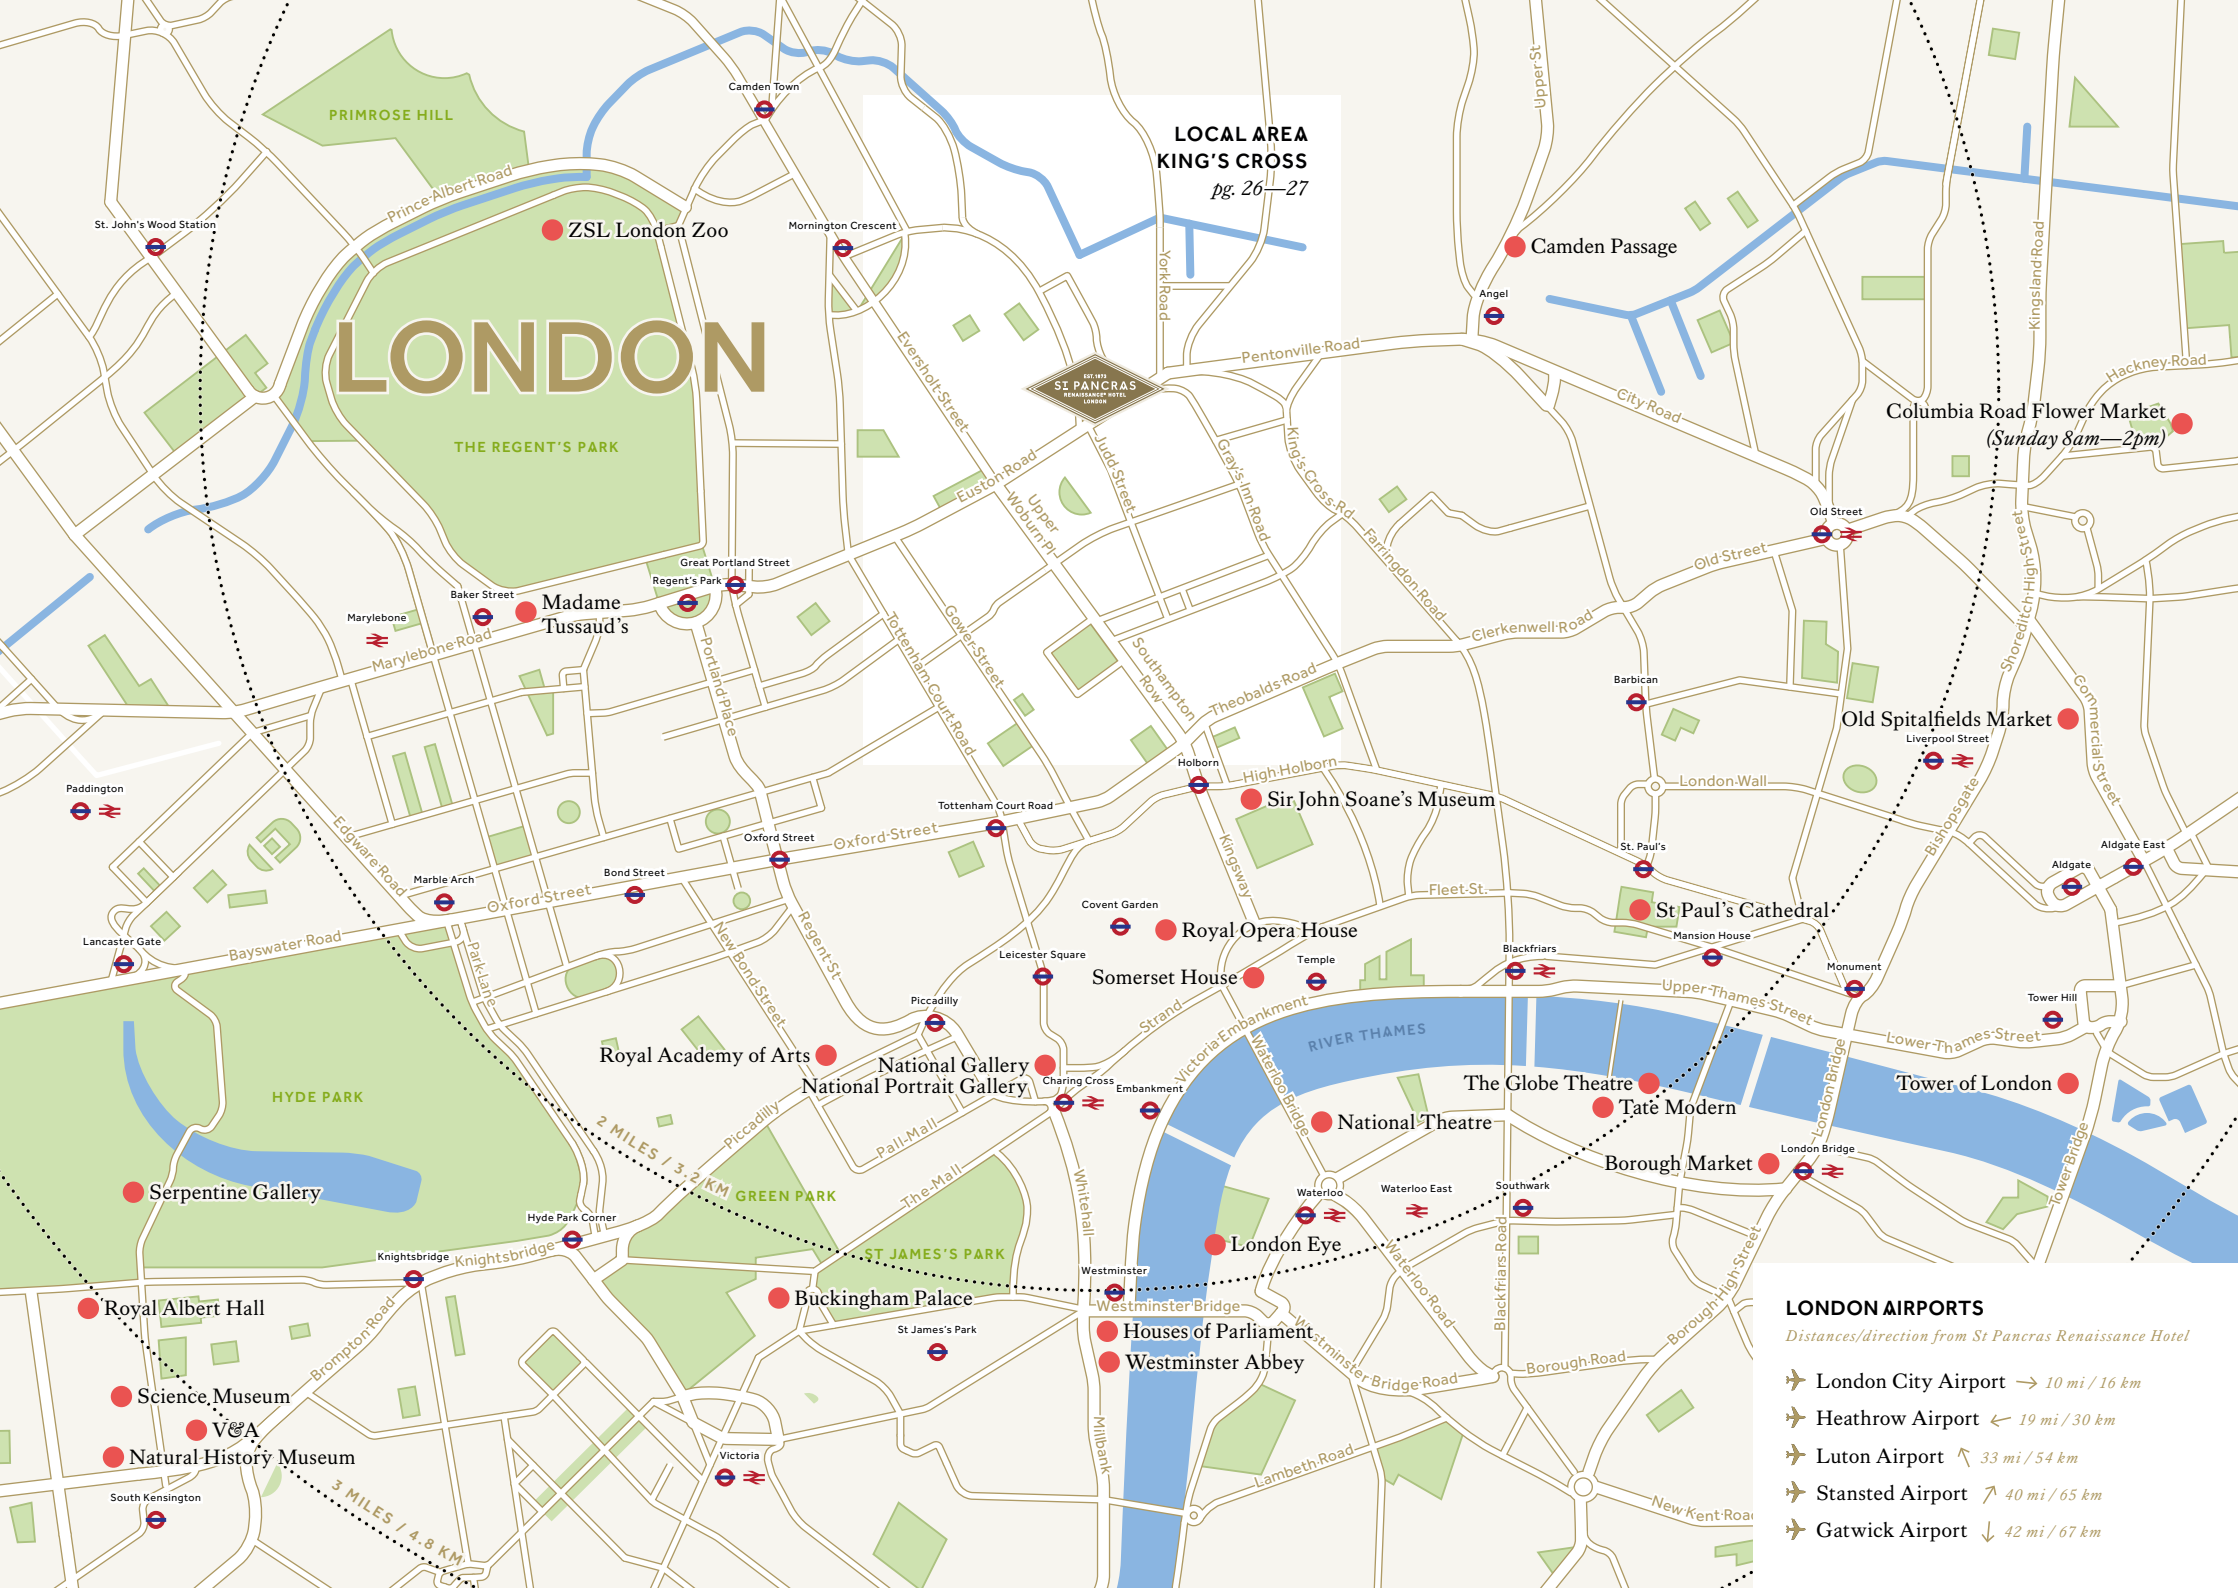 Camden Town
PRIMROSE HILL
LOCAL AREA
KING'S CROSS
pg. 26—27
Upper St
Prince Albert Road
St. John's Wood Station
ZSL London Zoo
Mornington Crescent
Camden Passage
York Road
Kingsland Road
Angel
LONDON
Eversholt Street
EST. 1873
ST PANCRAS
RENAISSANCE® HOTEL
LONDON
Pentonville Road
Hackney Road
City Road
Columbia Road Flower Market
(Sunday 8am—2pm)
THE REGENT'S PARK
Euston Road
Judd Street
Gray's Inn Road
King's Cross Rd
Upper
Woburn Pl
Farringdon Road
Old Street
Old Street
Shoreditch High Street
Great Portland Street
Regent's Park
Baker Street
Madame
Tussaud's
Marylebone
Marylebone Road
Portland Place
Tottenham Court Road
Gower Street
Southampton
Row
Theobalds Road
Clerkenwell Road
Barbican
Old Spitalfields Market
Liverpool Street
Commercial Street
Paddington
Holborn
High Holborn
London Wall
Sir John Soane's Museum
Tottenham Court Road
Oxford Street
Oxford Street
Edgware Road
Bishopsgate
St. Paul's
Aldgate East
Aldgate
Marble Arch
Bond Street
Oxford Street
Kingsway
Fleet St.
St Paul's Cathedral
Covent Garden
Royal Opera House
Lancaster Gate
Bayswater Road
Park Lane
New Bond Street
Regent St
Leicester Square
Somerset House
Temple
Blackfriars
Mansion House
Monument
Upper Thames Street
Tower Hill
Lower Thames Street
Piccadilly
Strand
Victoria Embankment
RIVER THAMES
Waterloo Bridge
London Bridge
Royal Academy of Arts
National Gallery
National Portrait Gallery
Charing Cross
Embankment
The Globe Theatre
Tate Modern
Tower of London
HYDE PARK
2 MILES / 3.2 KM
Piccadilly
Pall Mall
National Theatre
London Bridge
Borough Market
Tower Bridge
Serpentine Gallery
GREEN PARK
The Mall
Whitehall
Waterloo
Waterloo East
Southwark
Hyde Park Corner
Knightsbridge
Knightsbridge
ST JAMES'S PARK
London Eye
Waterloo Road
Blackfriars Road
Borough High Street
Westminster
Royal Albert Hall
Buckingham Palace
Westminster Bridge
Houses of Parliament
Westminster Abbey
St James's Park
Brompton Road
Westminster Bridge Road
Borough Road
Science Museum
V&A
Natural History Museum
South Kensington
3 MILES / 4.8 KM
Victoria
Millbank
Lambeth Road
New Kent Road
LONDON AIRPORTS
Distances/direction from St Pancras Renaissance Hotel
London City Airport → 10 mi / 16 km
Heathrow Airport ← 19 mi / 30 km
Luton Airport ↖ 33 mi / 54 km
Stansted Airport ↗ 40 mi / 65 km
Gatwick Airport ↓ 42 mi / 67 km